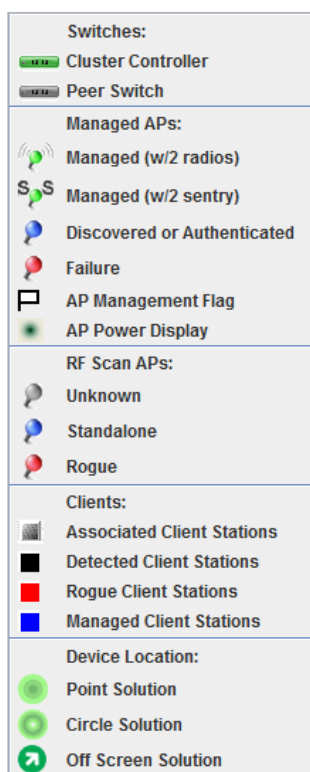 Switches:
Cluster Controller
Peer Switch
Managed APs:
Managed (w/2 radios)
S S Managed (w/2 sentry)
Discovered or Authenticated
Failure
AP Management Flag
AP Power Display
RF Scan APs:
Unknown
Standalone
Rogue
Clients:
Associated Client Stations
Detected Client Stations
Rogue Client Stations
Managed Client Stations
Device Location:
Point Solution
Circle Solution
Off Screen Solution